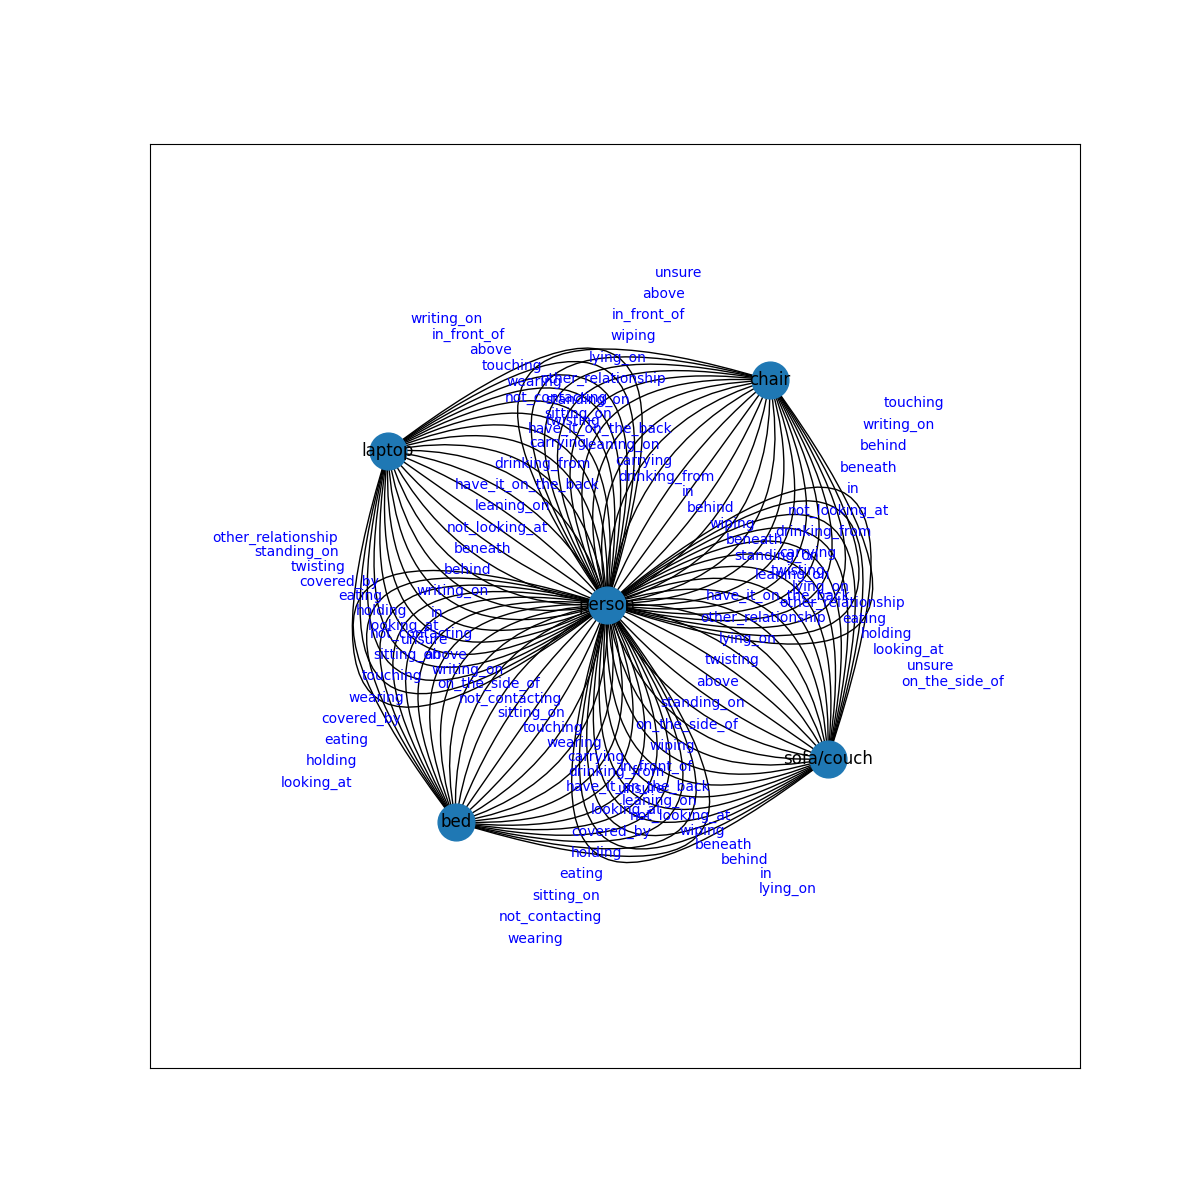 unsure
above
in_front_of
writing_on
wiping
in_front_of
above
lying_on
touching
other_relationship
chair
wearing
not_contacting
standing_on
touching
sitting_on
twisting
writing_on
have_it_on_the_back
carrying
leaning_on
behind
laptop
carrying
drinking_from
beneath
drinking_from
have_it_on_the_back
in
in
leaning_on
behind
not_looking_at
wiping
not_looking_at
drinking_from
other_relationship
beneath
beneath
standing_on
standing_on
carrying
twisting
behind
leaning_on
twisting
covered_by
writing_on
lying_on
eating
have_it_on_the_back
holding
in
person
other_relationship
looking_at
other_relationship
eating
not_contacting
unsure
lying_on
holding
sitting_on
above
twisting
looking_at
touching
writing_on
above
unsure
wearing
on_the_side_of
standing_on
on_the_side_of
covered_by
not_contacting
on_the_side_of
eating
sitting_on
wiping
holding
touching
in_front_of
sofa/couch
looking_at
wearing
carrying
drinking_from
have_it_on_the_back
unsure
leaning_on
bed
looking_at
not_looking_at
covered_by
wiping
holding
beneath
eating
behind
sitting_on
in
not_contacting
lying_on
wearing